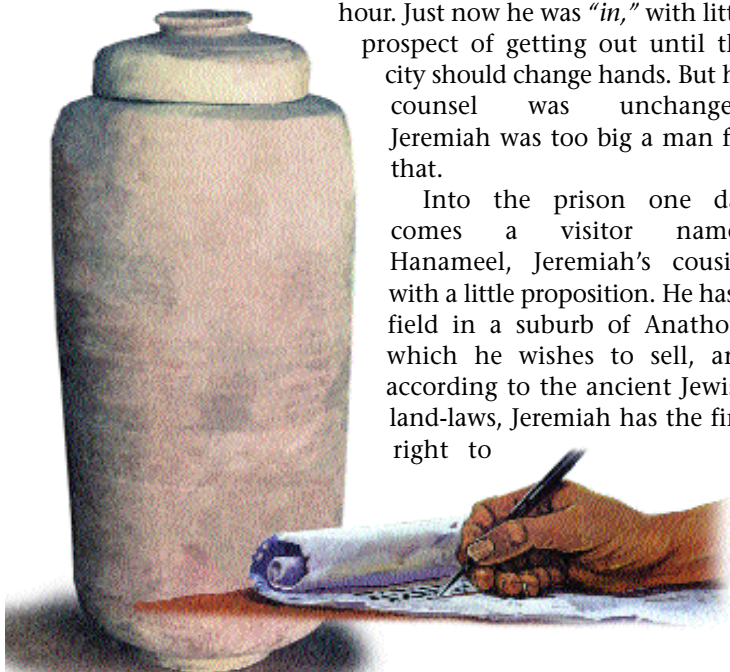 hour. Just now he was “in,” with litt
prospect of getting out until th
city should change hands. But h
counsel was unchange
Jeremiah was too big a man f
that.
Into the prison one da
comes a visitor name
Hanameel, Jeremiah’s cousi
with a little proposition. He has
field in a suburb of Anatho
which he wishes to sell, an
according to the ancient Jewis
land-laws, Jeremiah has the fir
right to